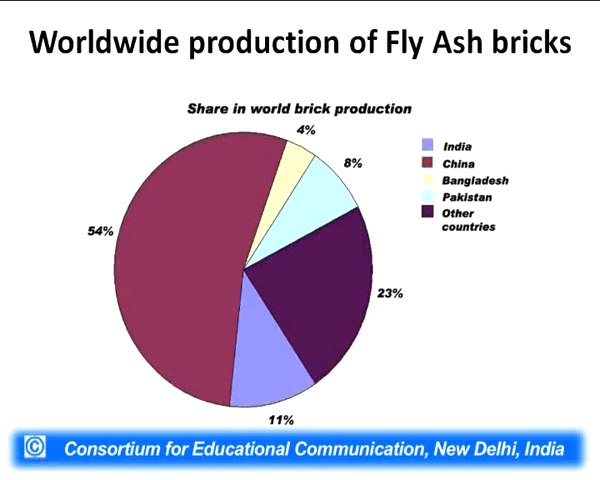 Worldwide production of Fly Ash bricks
Share in world brick production
4%
8%
54%
23%
11%
India
China
Bangladesh
Pakistan
Other
countries
© Consortium for Educational Communication, New Delhi, India